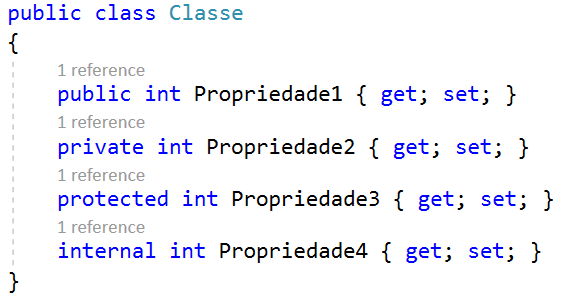 public class Classe
{
1 reference
public int Propriedade1 { get; set; }
1 reference
private int Propriedade2 { get; set; }
1 reference
protected int Propriedade3 { get; set; }
1 reference
internal int Propriedade4 { get; set; }
}